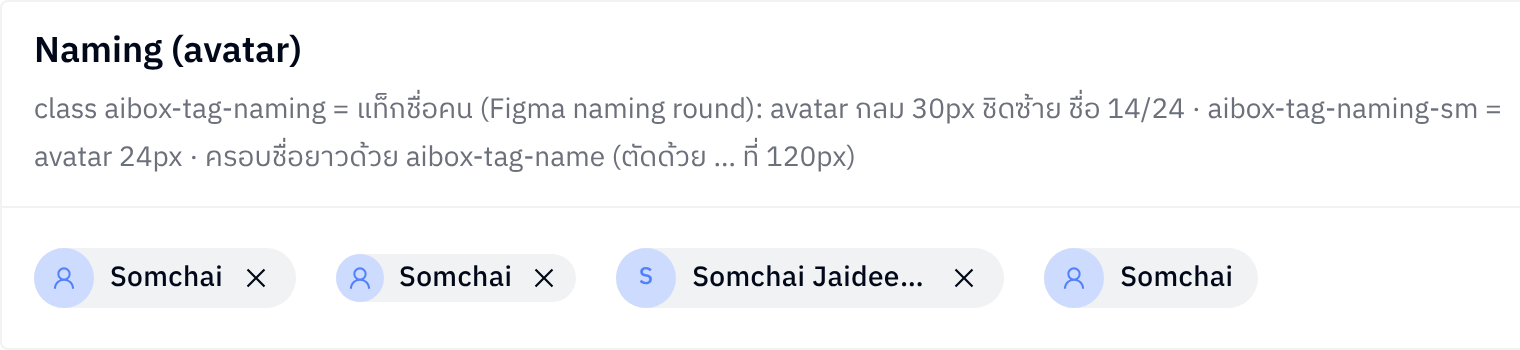 Naming (avatar)
class aibox-tag-naming = แท็กชื่อคน (Figma naming round): avatar กลม 30px ชิดซ้าย ชื่อ 14/24 · aibox-tag-naming-sm =
avatar 24px · ครอบชื่อยาวด้วย aibox-tag-name (ตัดด้วย ... ที่ 120px)
Somchai Somchai S Somchai Jaidee... Somchai